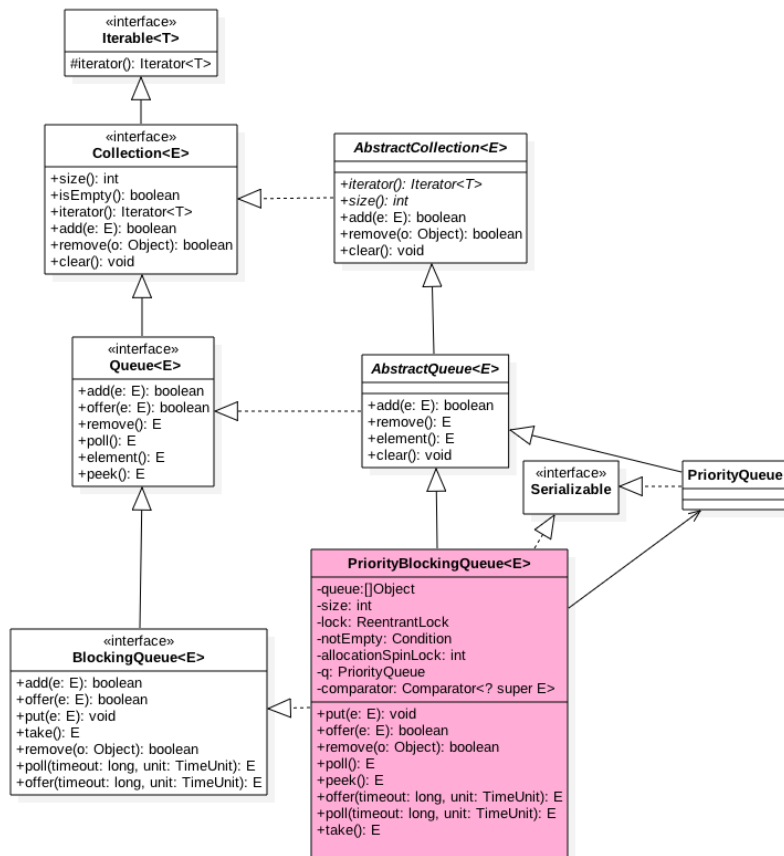 «interface»
Iterable<T>
#iterator(): Iterator<T>
«interface»
Collection<E>
+size(): int
+isEmpty(): boolean
+iterator(): Iterator<T>
+add(e: E): boolean
+remove(o: Object): boolean
+clear(): void
AbstractCollection<E>
+iterator(): Iterator<T>
+size(): int
+add(e: E): boolean
+remove(o: Object): boolean
+clear(): void
«interface»
Queue<E>
+add(e: E): boolean
+offer(e: E): boolean
+remove(): E
+poll(): E
+element(): E
+peek(): E
AbstractQueue<E>
+add(e: E): boolean
+remove(): E
+element(): E
+clear(): void
«interface»
Serializable
PriorityQueue
«interface»
BlockingQueue<E>
+add(e: E): boolean
+offer(e: E): boolean
+put(e: E): void
+take(): E
+remove(o: Object): boolean
+poll(timeout: long, unit: TimeUnit): E
+offer(timeout: long, unit: TimeUnit): E
PriorityBlockingQueue<E>
-queue:[]Object
-size: int
-lock: ReentrantLock
-notEmpty: Condition
-allocationSpinLock: int
-q: PriorityQueue
-comparator: Comparator<? super E>
+put(e: E): void
+offer(e: E): boolean
+remove(o: Object): boolean
+poll(): E
+peek(): E
+offer(timeout: long, unit: TimeUnit): E
+poll(timeout: long, unit: TimeUnit): E
+take(): E